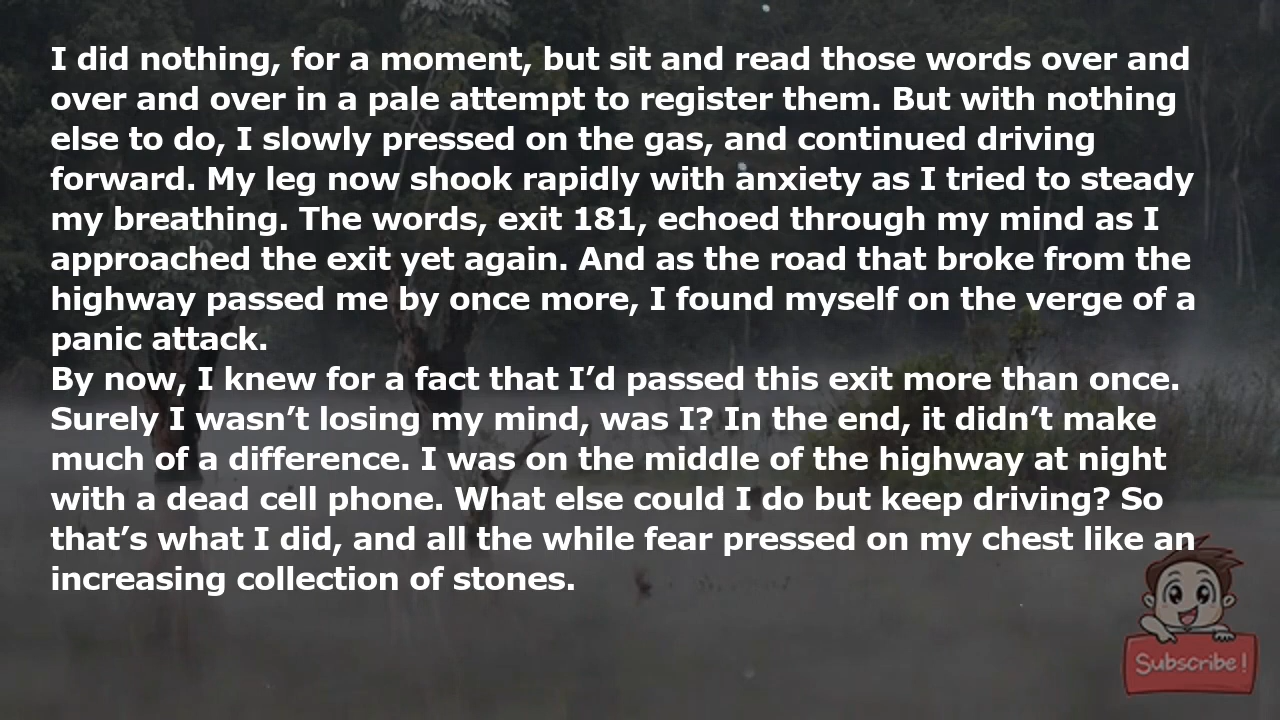 I did nothing, for a moment, but sit and read those words over and
over and over in a pale attempt to register them. But with nothing
else to do, I slowly pressed on the gas, and continued driving
forward. My leg now shook rapidly with anxiety as I tried to steady
my breathing. The words, exit 181, echoed through my mind as I
approached the exit yet again. And as the road that broke from the
highway passed me by once more, I found myself on the verge of a
panic attack.
By now, I knew for a fact that I’d passed this exit more than once.
Surely I wasn’t losing my mind, was I? In the end, it didn’t make
much of a difference. I was on the middle of the highway at night
with a dead cell phone. What else could I do but keep driving? So
that’s what I did, and all the while fear pressed on my chest like an
increasing collection of stones.
Subscribe!